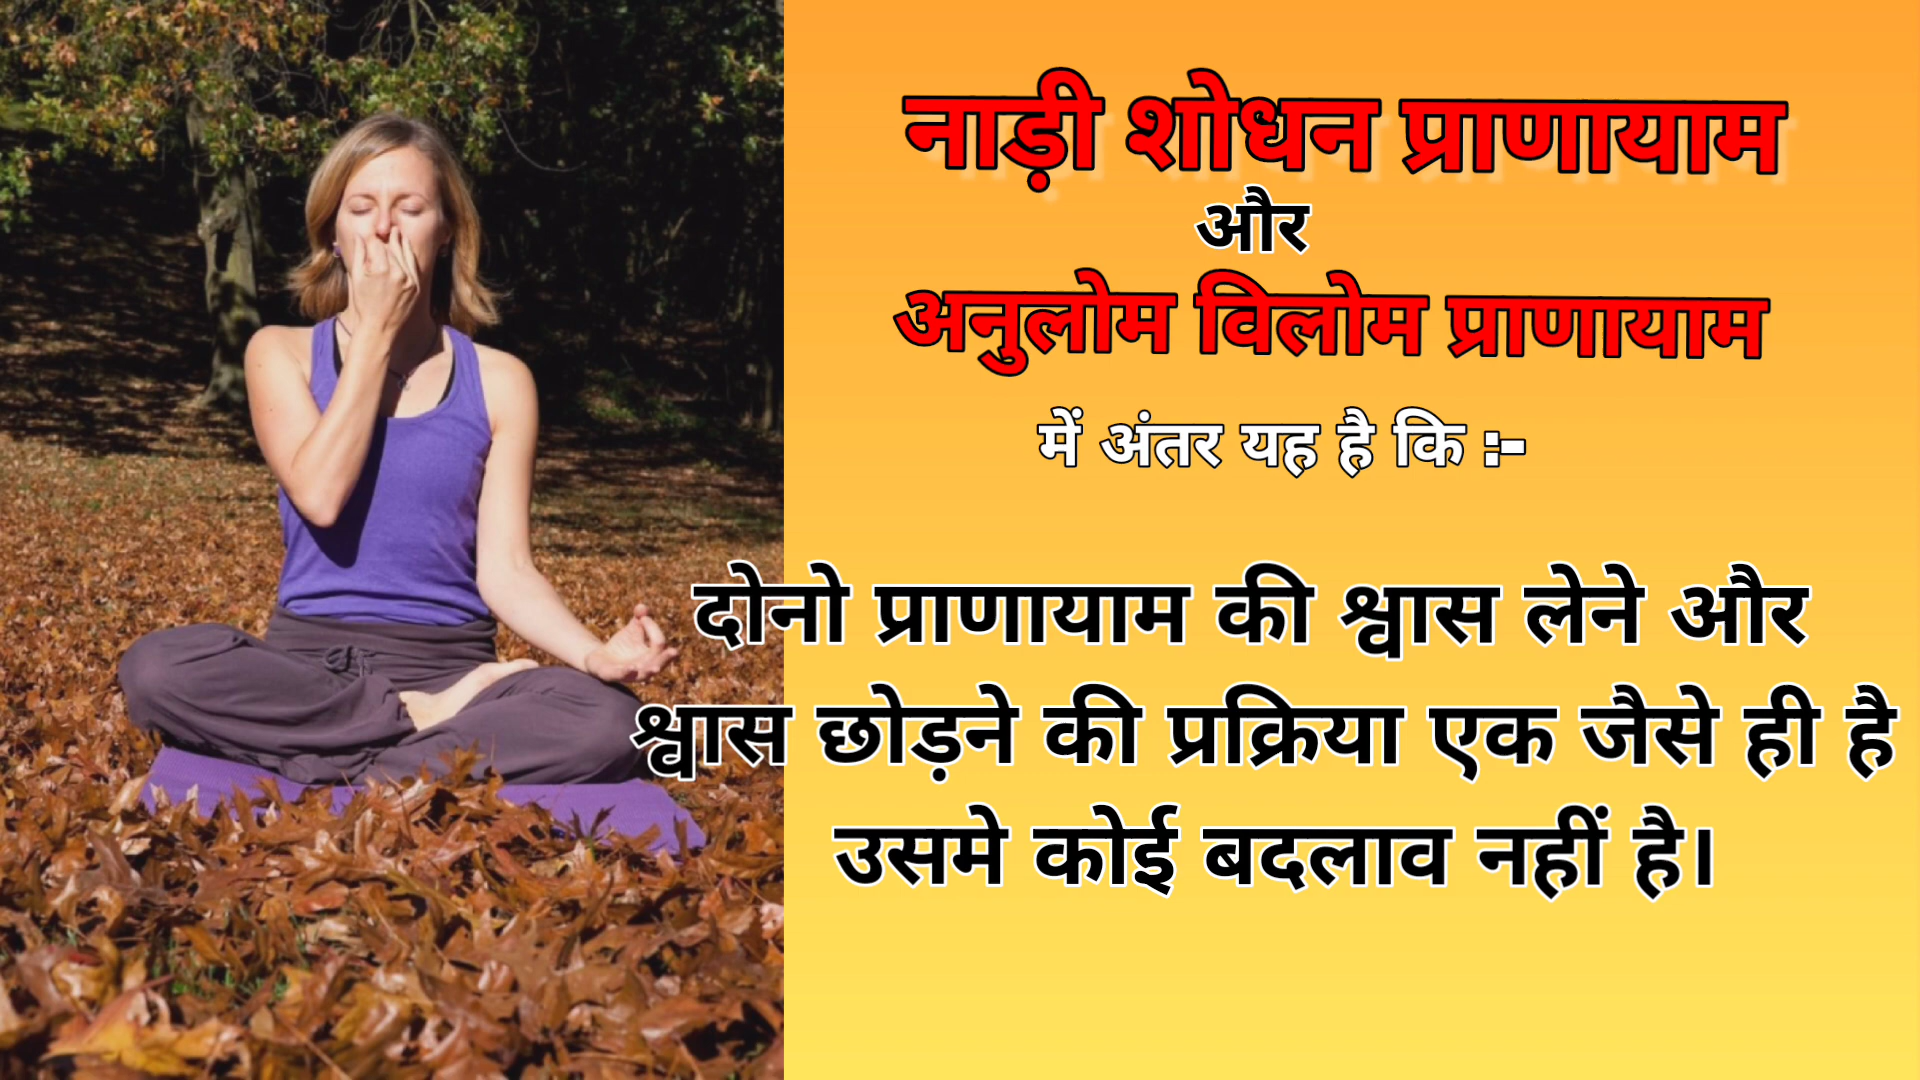 नाड़ी शोधन प्राणायाम
और
अनुलोम विलोम प्राणायाम
में अंतर यह है कि :-
दोनो प्राणायाम की श्वास लेने और
श्वास छोड़ने की प्रक्रिया एक जैसे ही है
उसमे कोई बदलाव नहीं है।